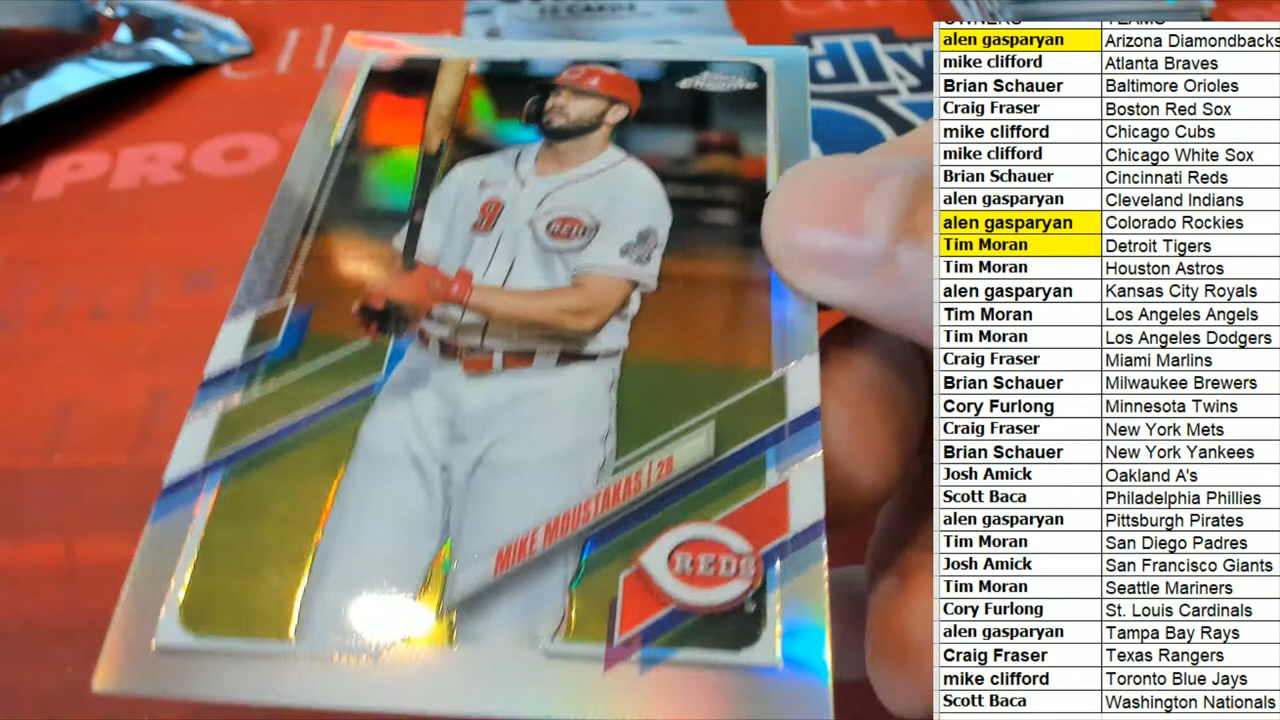 PRO
dly
12 CARDS
Topps Chrome
9
REDS
MIKE MOUSTAKAS | 2B
REDS
OWNERS TEAMS
alen gasparyan Arizona Diamondbacks
mike clifford Atlanta Braves
Brian Schauer Baltimore Orioles
Craig Fraser Boston Red Sox
mike clifford Chicago Cubs
mike clifford Chicago White Sox
Brian Schauer Cincinnati Reds
alen gasparyan Cleveland Indians
alen gasparyan Colorado Rockies
Tim Moran Detroit Tigers
Tim Moran Houston Astros
alen gasparyan Kansas City Royals
Tim Moran Los Angeles Angels
Tim Moran Los Angeles Dodgers
Craig Fraser Miami Marlins
Brian Schauer Milwaukee Brewers
Cory Furlong Minnesota Twins
Craig Fraser New York Mets
Brian Schauer New York Yankees
Josh Amick Oakland A's
Scott Baca Philadelphia Phillies
alen gasparyan Pittsburgh Pirates
Tim Moran San Diego Padres
Josh Amick San Francisco Giants
Tim Moran Seattle Mariners
Cory Furlong St. Louis Cardinals
alen gasparyan Tampa Bay Rays
Craig Fraser Texas Rangers
mike clifford Toronto Blue Jays
Scott Baca Washington Nationals